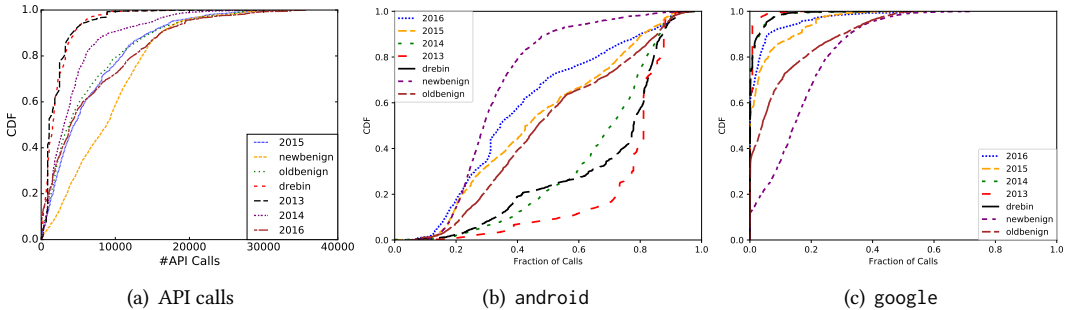 1.0
0.8
0.6
0.4
0.2
0.0
CDF
0
10000
20000
30000
40000
#API Calls
2015
newbenign
oldbenign
drebin
2013
2014
2016
(a) API calls
1.0
0.8
0.6
0.4
0.2
0.0
CDF
0.0
0.2
0.4
0.6
0.8
1.0
Fraction of Calls
2016
2015
2014
2013
drebin
newbenign
oldbenign
(b) android
1.0
0.8
0.6
0.4
0.2
0.0
CDF
0.0
0.2
0.4
0.6
0.8
1.0
Fraction of Calls
2016
2015
2014
2013
drebin
newbenign
oldbenign
(c) google